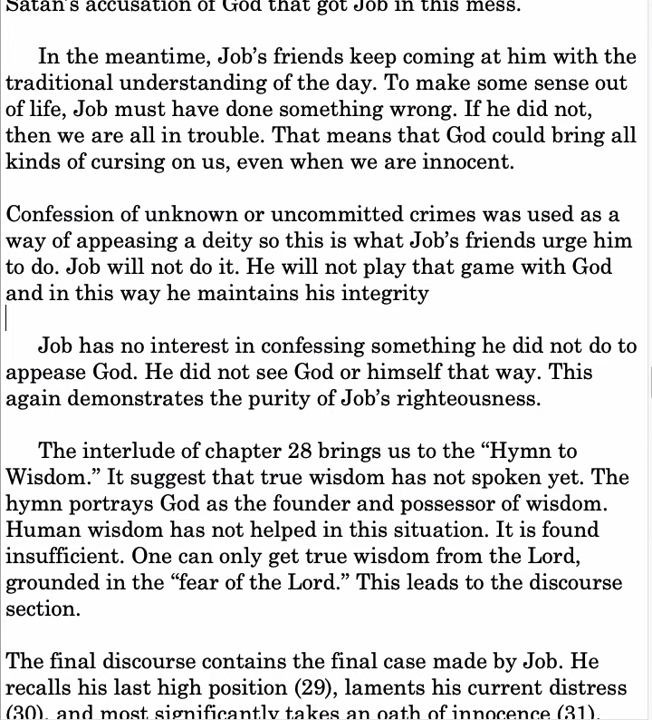 Satan's accusation of God that got Job in this mess.
In the meantime, Job's friends keep coming at him with the
traditional understanding of the day. To make some sense out
of life, Job must have done something wrong. If he did not,
then we are all in trouble. That means that God could bring all
kinds of cursing on us, even when we are innocent.
Confession of unknown or uncommitted crimes was used as a
way of appeasing a deity so this is what Job's friends urge him
to do. Job will not do it. He will not play that game with God
and in this way he maintains his integrity
Job has no interest in confessing something he did not do to
appease God. He did not see God or himself that way. This
again demonstrates the purity of Job's righteousness.
The interlude of chapter 28 brings us to the “Hymn to
Wisdom.” It suggest that true wisdom has not spoken yet. The
hymn portrays God as the founder and possessor of wisdom.
Human wisdom has not helped in this situation. It is found
insufficient. One can only get true wisdom from the Lord,
grounded in the “fear of the Lord.” This leads to the discourse
section.
The final discourse contains the final case made by Job. He
recalls his last high position (29), laments his current distress
(30), and most significantly takes an oath of innocence (31).